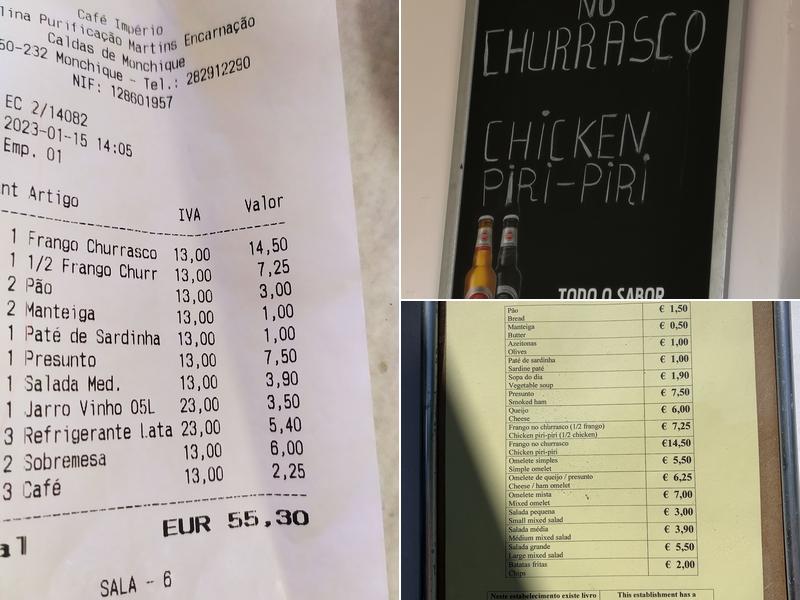 Café Império
lina Purificação Martins Encarnação
Caldas de Monchique
50-232 Monchique - Tel.: 282912290
NIF: 128601957
EC 2/14082
2023-01-15 14:05
Emp. 01
nt Artigo IVA Valor
1 Frango Churrasco 13,00 14,50
1 1/2 Frango Churr 13,00 7,25
2 Pão 13,00 3,00
2 Manteiga 13,00 1,00
1 Paté de Sardinha 13,00 1,00
1 Presunto 13,00 7,50
1 Salada Med. 13,00 3,90
1 Jarro Vinho 05L 23,00 3,50
3 Refrigerante lata 23,00 5,40
2 Sobremesa 13,00 6,00
3 Café 13,00 2,25
al EUR 55,30
SALA - 6
NO
CHURRASCO
CHICKEN
PIRI-PIRI
TODO O SABOR
Pão € 1,50
Bread
Manteiga € 0,50
Butter
Azeitonas € 1,00
Olives
Paté de sardinha € 1,00
Sardine paté
Sopa do dia € 1,90
Vegetable soup
Presunto € 7,50
Smoked ham
Queijo € 6,00
Cheese
Frango no churrasco (1/2 frango) € 7,25
Chicken piri-piri (1/2 chicken)
Frango no churrasco €14,50
Chicken piri-piri
Omelete simples € 5,50
Simple omelet
Omelete de queijo / presunto € 6,25
Cheese / ham omelet
Omelete mista € 7,00
Mixed omelet
Salada pequena € 3,00
Small mixed salad
Salada média € 3,90
Médium mixed salad
Salada grande € 5,50
Large mixed salad
Batatas fritas € 2,00
Chips
Neste estabelecimento existe livro This establishment has a